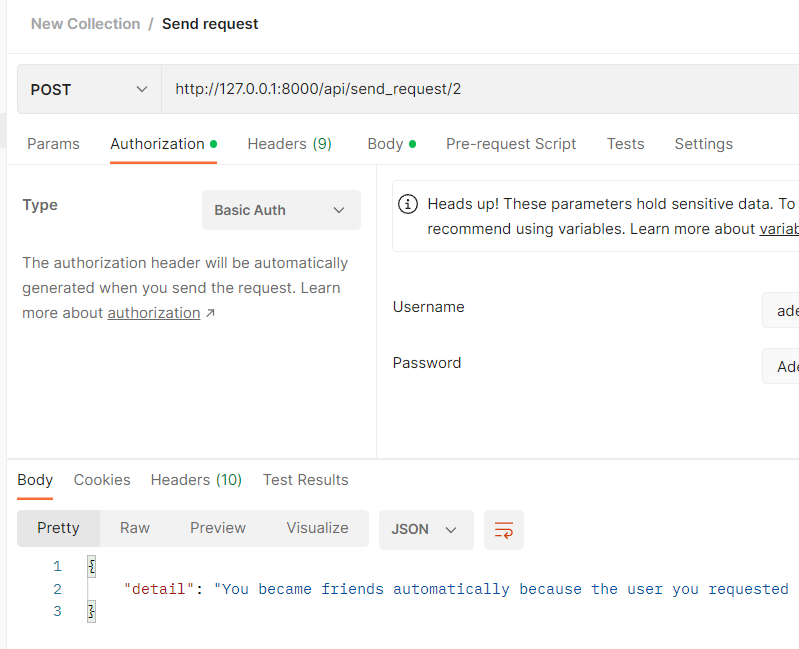 New Collection / Send request
POST http://127.0.0.1:8000/api/send_request/2
Params Authorization Headers (9) Body Pre-request Script Tests Settings
Type Basic Auth
The authorization header will be automatically
generated when you send the request. Learn
more about authorization ↗
Heads up! These parameters hold sensitive data. To
recommend using variables. Learn more about
Username
Password
Body Cookies Headers (10) Test Results
Pretty Raw Preview Visualize JSON
1 {
2 "detail": "You became friends automatically because the user you requested
3 }